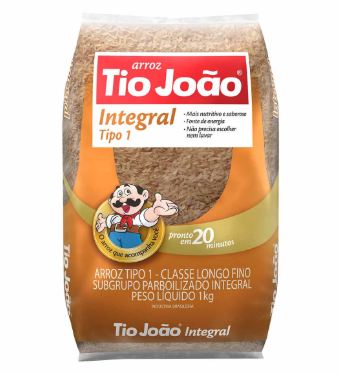 arroz
Tio João®
Integral
Tipo 1
• Mais nutritivo e saboroso
• Fonte de energia
• Não precisa escolher
nem lavar
O arroz que acompanha você
pronto
em 20
minutos
ARROZ TIPO 1 - CLASSE LONGO FINO
SUBGRUPO PARBOILIZADO INTEGRAL
PESO LÍQUIDO 1kg
INDÚSTRIA BRASILEIRA
Tio João Integral